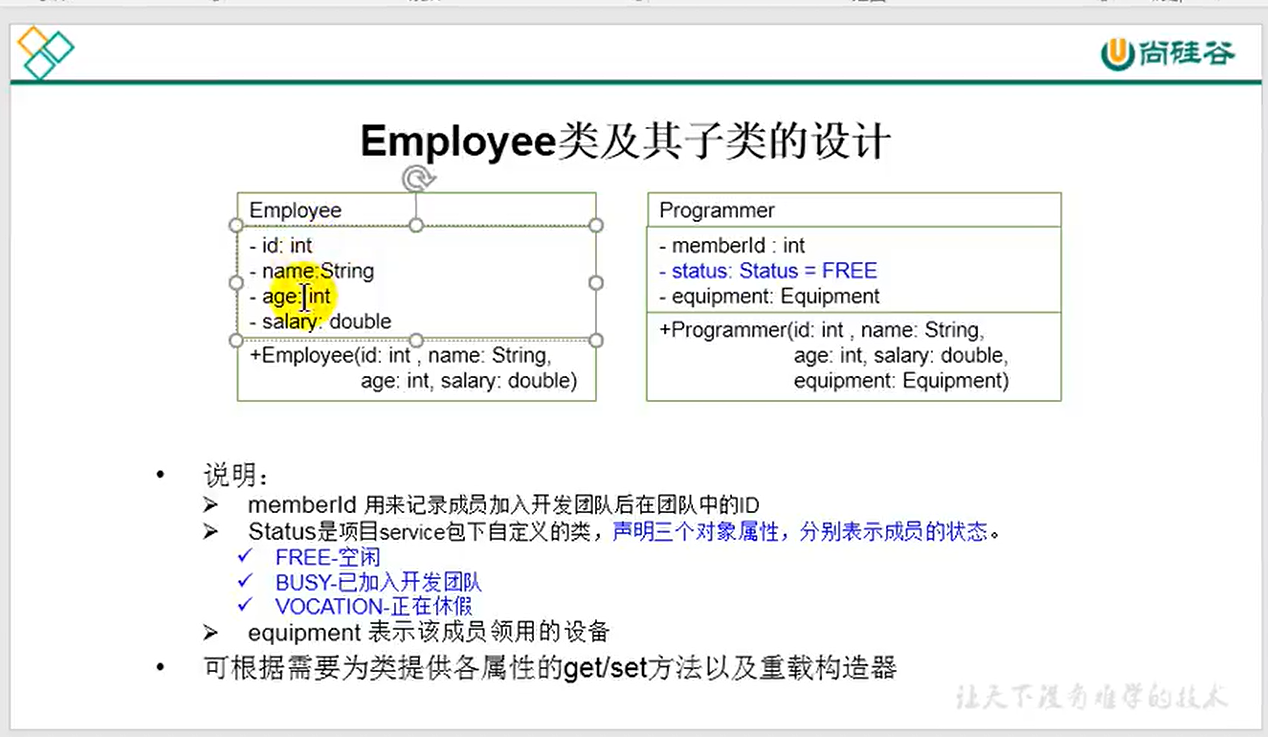 尚硅谷
Employee类及其子类的设计
Employee
- id: int
- name:String
- age: int
- salary: double
+Employee(id: int , name: String,
age: int, salary: double)
Programmer
- memberId : int
- status: Status = FREE
- equipment: Equipment
+Programmer(id: int , name: String,
age: int, salary: double,
equipment: Equipment)
• 说明：
➢ memberId 用来记录成员加入开发团队后在团队中的ID
➢ Status是项目service包下自定义的类，声明三个对象属性，分别表示成员的状态。
✓ FREE-空闲
✓ BUSY-已加入开发团队
✓ VOCATION-正在休假
➢ equipment 表示该成员领用的设备
• 可根据需要为类提供各属性的get/set方法以及重载构造器
让天下没有难学的技术